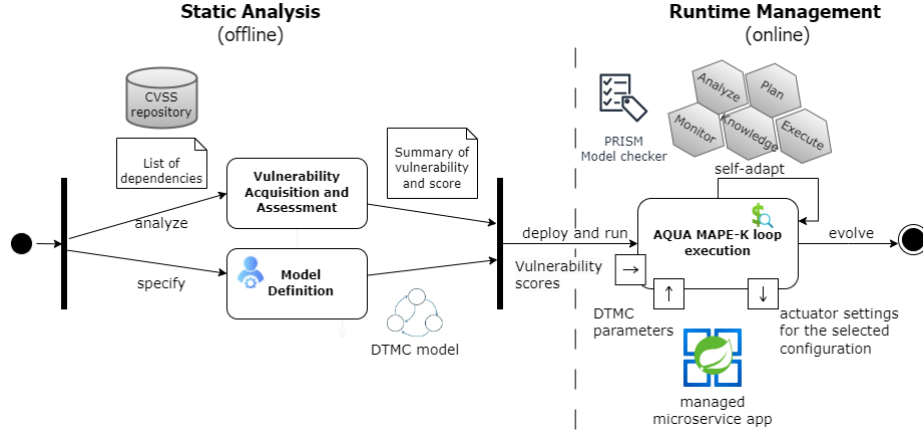 Static Analysis
(offline)
Runtime Management
(online)
CVSS
repository
List of
dependencies
Vulnerability
Acquisition and
Assessment
Summary of
vulnerability
and score
analyze
specify
Model
Definition
DTMC model
deploy and run
Vulnerability
scores
PRISM
Model checker
Analyze
Plan
Monitor
Knowledge
Execute
self-adapt
AQUA MAPE-K loop
execution
evolve
DTMC
parameters
actuator settings
for the selected
configuration
managed
microservice app